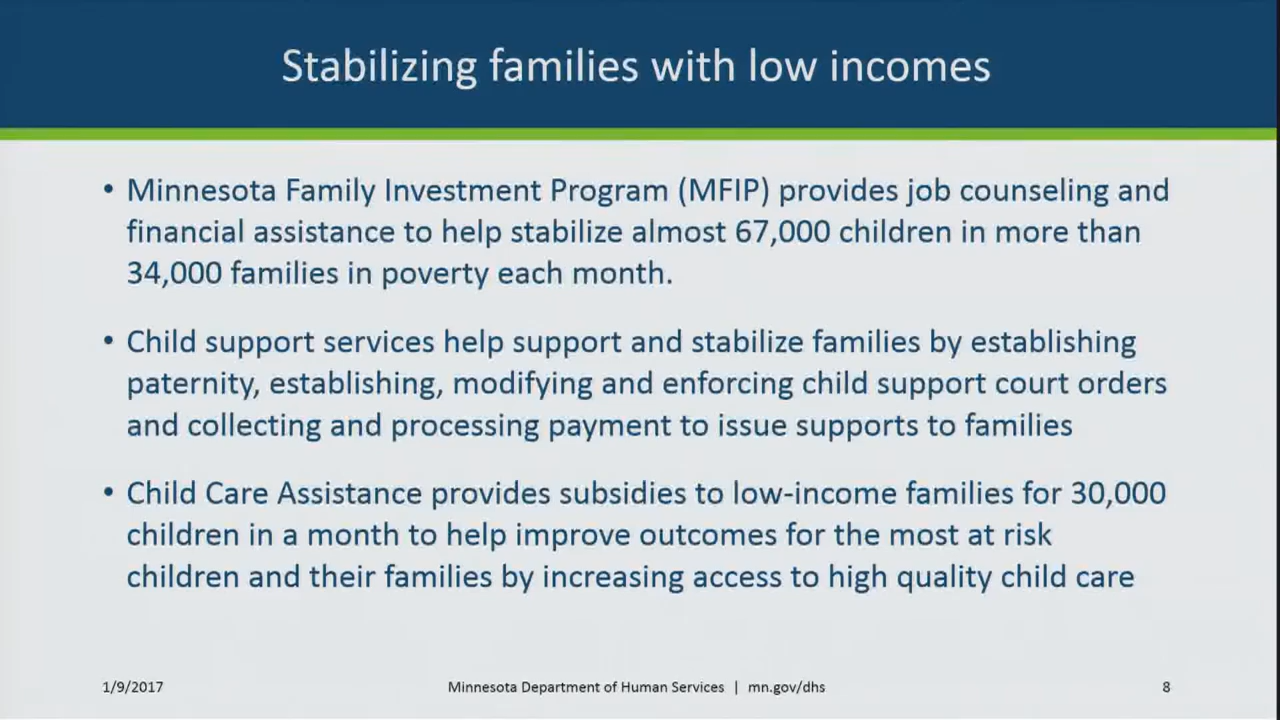 Stabilizing families with low incomes
• Minnesota Family Investment Program (MFIP) provides job counseling and
financial assistance to help stabilize almost 67,000 children in more than
34,000 families in poverty each month.
• Child support services help support and stabilize families by establishing
paternity, establishing, modifying and enforcing child support court orders
and collecting and processing payment to issue supports to families
• Child Care Assistance provides subsidies to low-income families for 30,000
children in a month to help improve outcomes for the most at risk
children and their families by increasing access to high quality child care
1/9/2017 Minnesota Department of Human Services | mn.gov/dhs 8